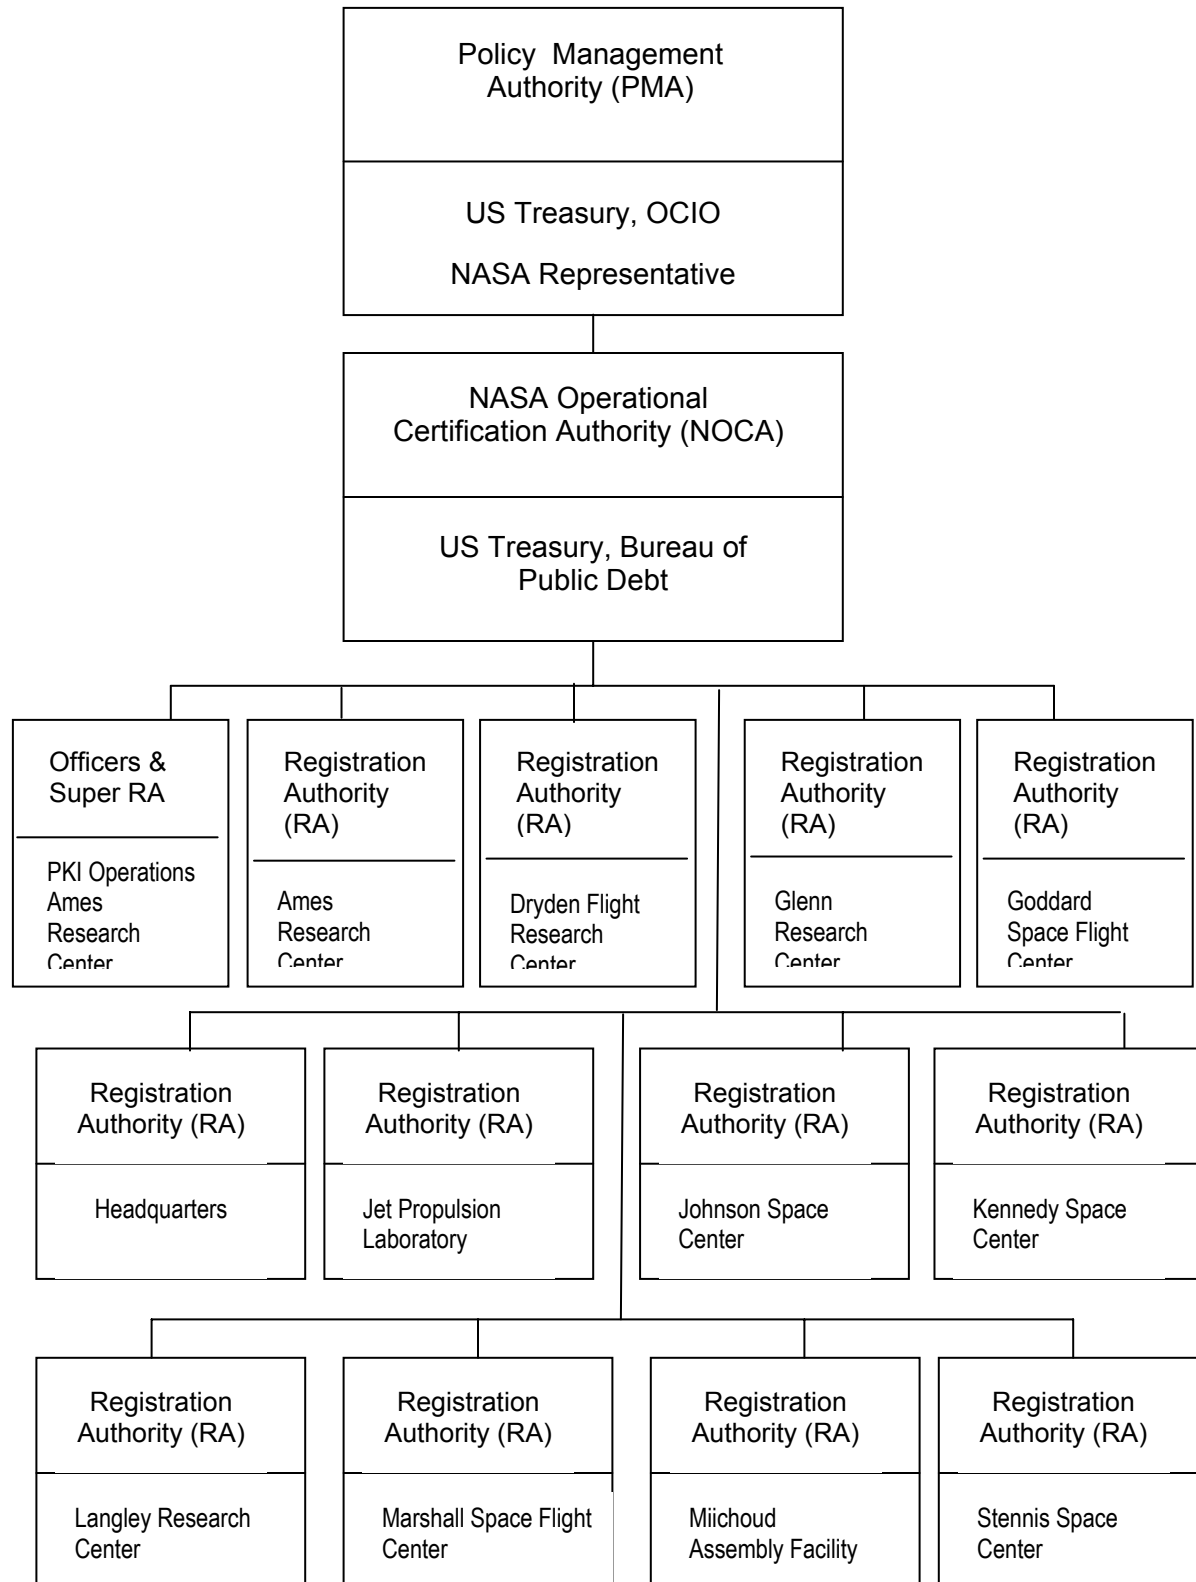 Policy Management
Authority (PMA)
US Treasury, OCIO
NASA Representative
NASA Operational
Certification Authority (NOCA)
US Treasury, Bureau of
Public Debt
Officers &
Super RA
PKI Operations
Ames
Research
Center
Registration
Authority
(RA)
Ames
Research
Center
Registration
Authority
(RA)
Dryden Flight
Research
Center
Registration
Authority
(RA)
Glenn
Research
Center
Registration
Authority
(RA)
Goddard
Space Flight
Center
Registration
Authority (RA)
Headquarters
Registration
Authority (RA)
Jet Propulsion
Laboratory
Registration
Authority (RA)
Johnson Space
Center
Registration
Authority (RA)
Kennedy Space
Center
Registration
Authority (RA)
Langley Research
Center
Registration
Authority (RA)
Marshall Space Flight
Center
Registration
Authority (RA)
Miichoud
Assembly Facility
Registration
Authority (RA)
Stennis Space
Center